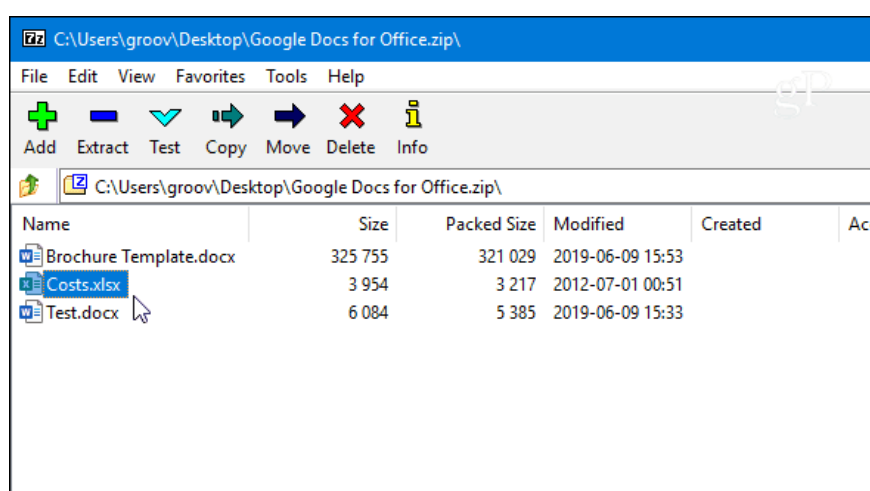 7z C:\Users\groov\Desktop\Google Docs for Office.zip\
File Edit View Favorites Tools Help
gP
Add Extract Test Copy Move Delete Info
C:\Users\groov\Desktop\Google Docs for Office.zip\
Name Size Packed Size Modified Created Ac
Brochure Template.docx 325 755 321 029 2019-06-09 15:53
Costs.xlsx 3 954 3 217 2012-07-01 00:51
Test.docx 6 084 5 385 2019-06-09 15:33